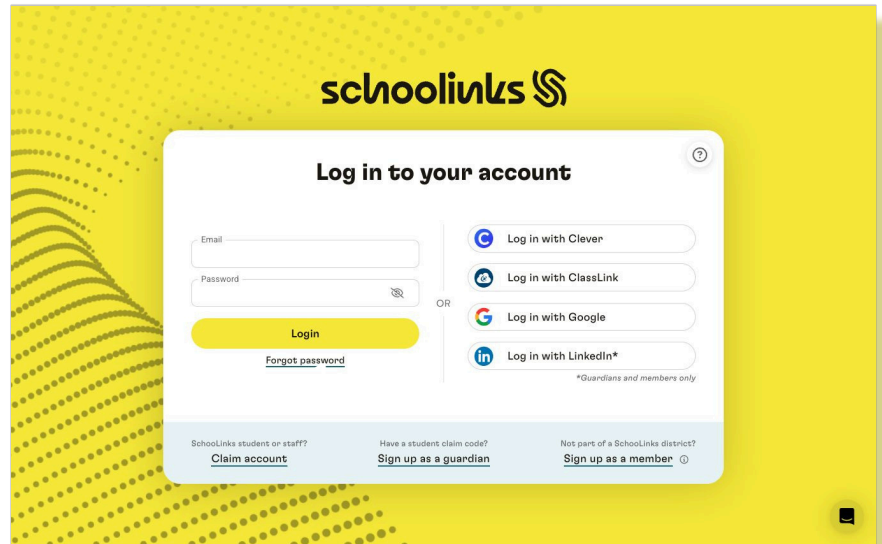 schoolinks
Log in to your account
Email
Password
Login
Forgot password
OR
Log in with Clever
Log in with ClassLink
Log in with Google
Log in with LinkedIn*
*Guardians and members only
SchooLinks student or staff?
Claim account
Have a student claim code?
Sign up as a guardian
Not part of a SchooLinks district?
Sign up as a member